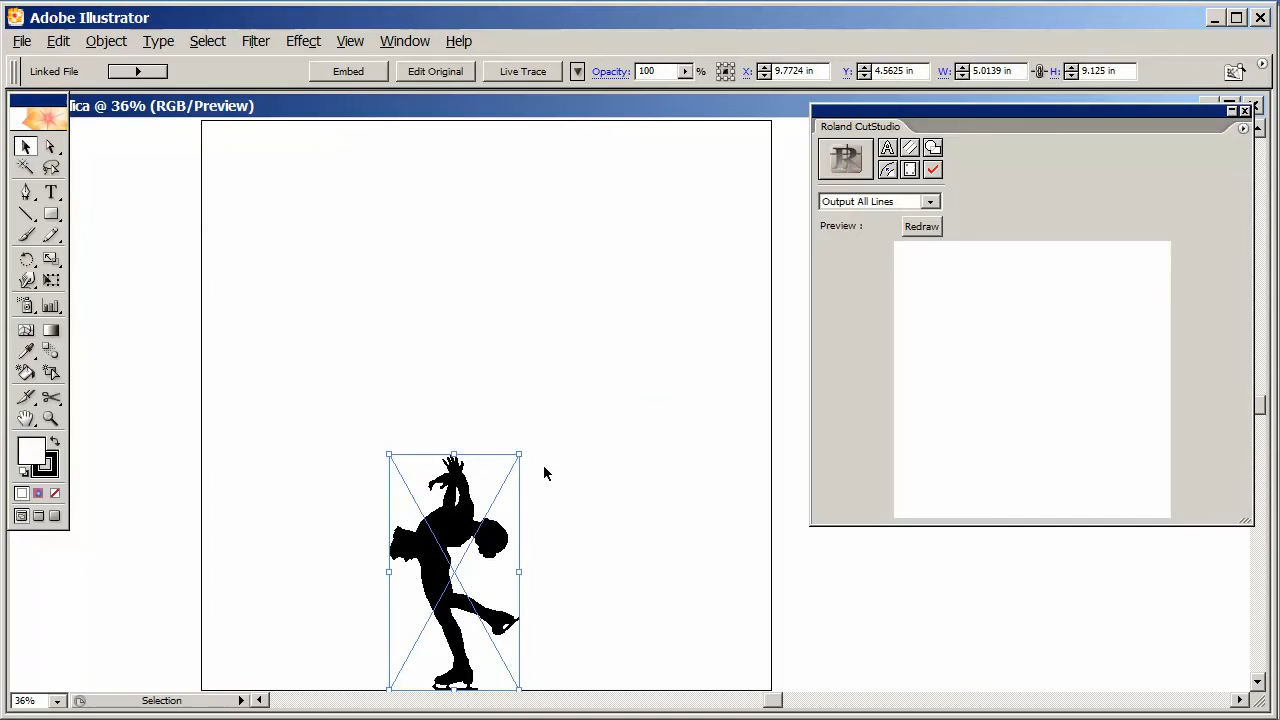 Adobe Illustrator
File Edit Object Type Select Filter Effect View Window Help
Linked File Embed Edit Original Live Trace Opacity: 100 % X: 9.7724 in Y: 4.5625 in W: 5.0139 in H: 9.125 in
lica @ 36% (RGB/Preview)
Roland CutStudio
Output All Lines
Preview :
Redraw
36% Selection